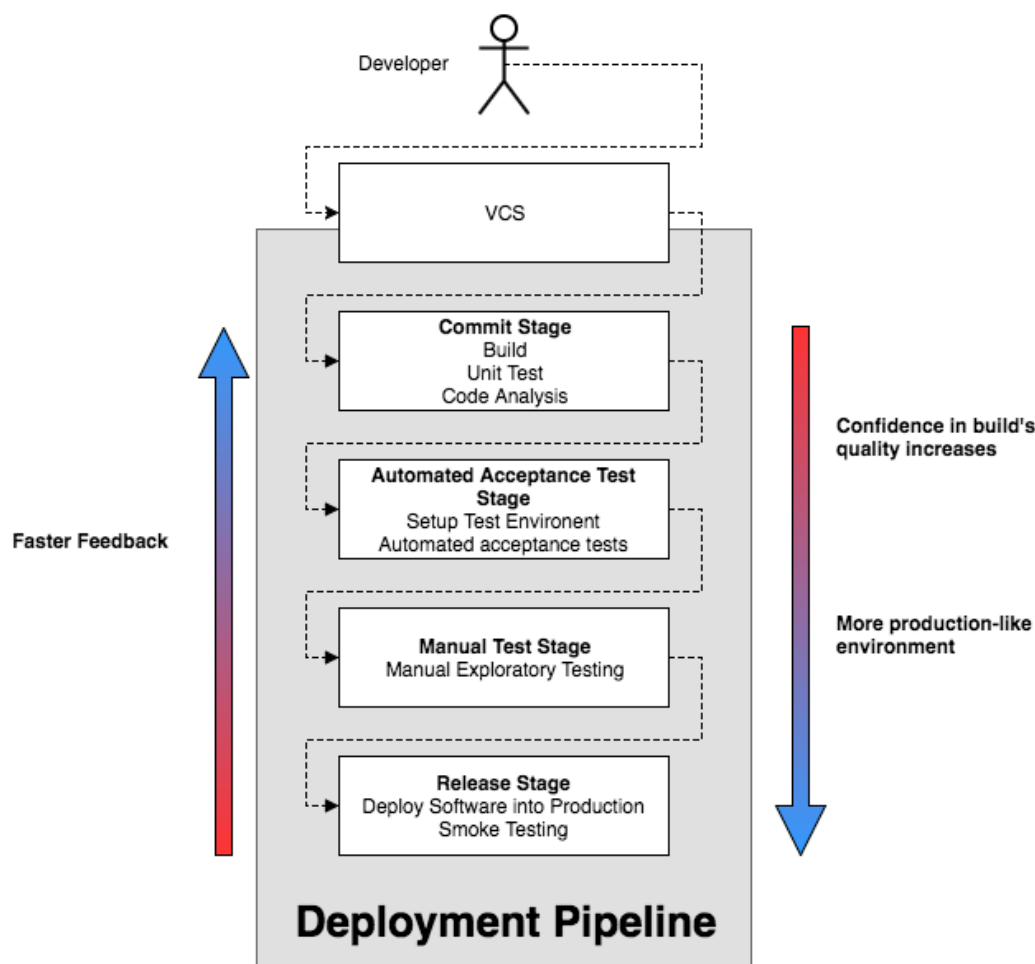 Developer
VCS
Commit Stage
Build
Unit Test
Code Analysis
Automated Acceptance Test
Stage
Setup Test Environent
Automated acceptance tests
Manual Test Stage
Manual Exploratory Testing
Release Stage
Deploy Software into Production
Smoke Testing
Faster Feedback
Confidence in build's
quality increases
More production-like
environment
Deployment Pipeline